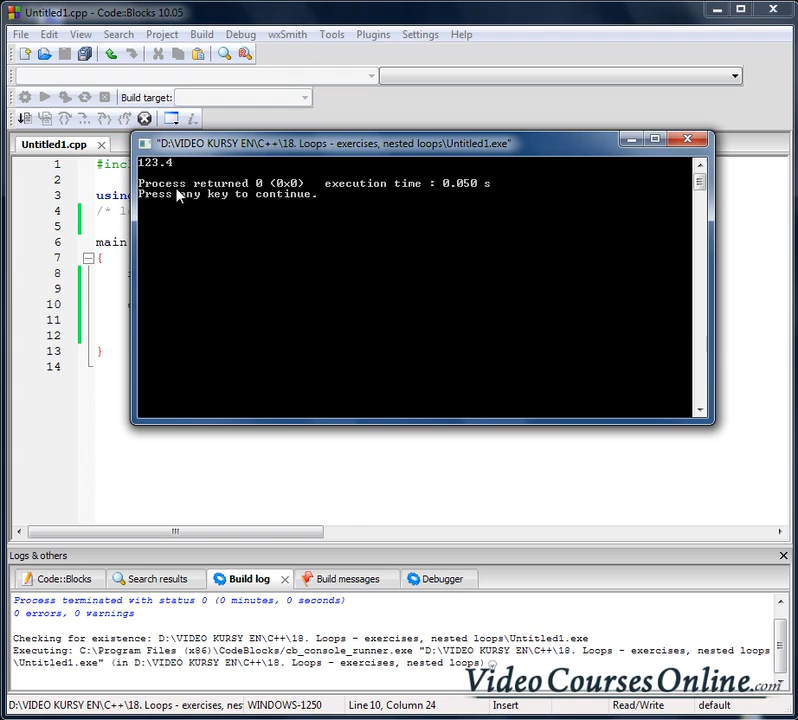 Untitled1.cpp - Code::Blocks 10.05
File Edit View Search Project Build Debug wxSmith Tools Plugins Settings Help
Build target:
Untitled1.cpp
"D:\VIDEO KURSY EN\C++\18. Loops - exercises, nested loops\Untitled1.exe"
123.4
Process returned 0 (0x0) execution time : 0.050 s
Press any key to continue.
1 #inc
2
3 using
4 /* l
5
6 main
7 {
8
9
10
11
12
13 }
14
Logs & others
Code::Blocks Search results Build log Build messages Debugger
Process terminated with status 0 (0 minutes, 0 seconds)
0 errors, 0 warnings
Checking for existence: D:\VIDEO KURSY EN\C++\18. Loops - exercises, nested loops\Untitled1.exe
Executing: C:\Program Files (x86)\CodeBlocks/cb_console_runner.exe "D:\VIDEO KURSY EN\C++\18. Loops - exercises, nested loops
\Untitled1.exe" (in D:\VIDEO KURSY EN\C++\18. Loops - exercises, nested loops)
VideoCoursesOnline.com
D:\VIDEO KURSY EN\C++\18. Loops - exercises, nes WINDOWS-1250 Line 10, Column 24 Insert Read/Write default